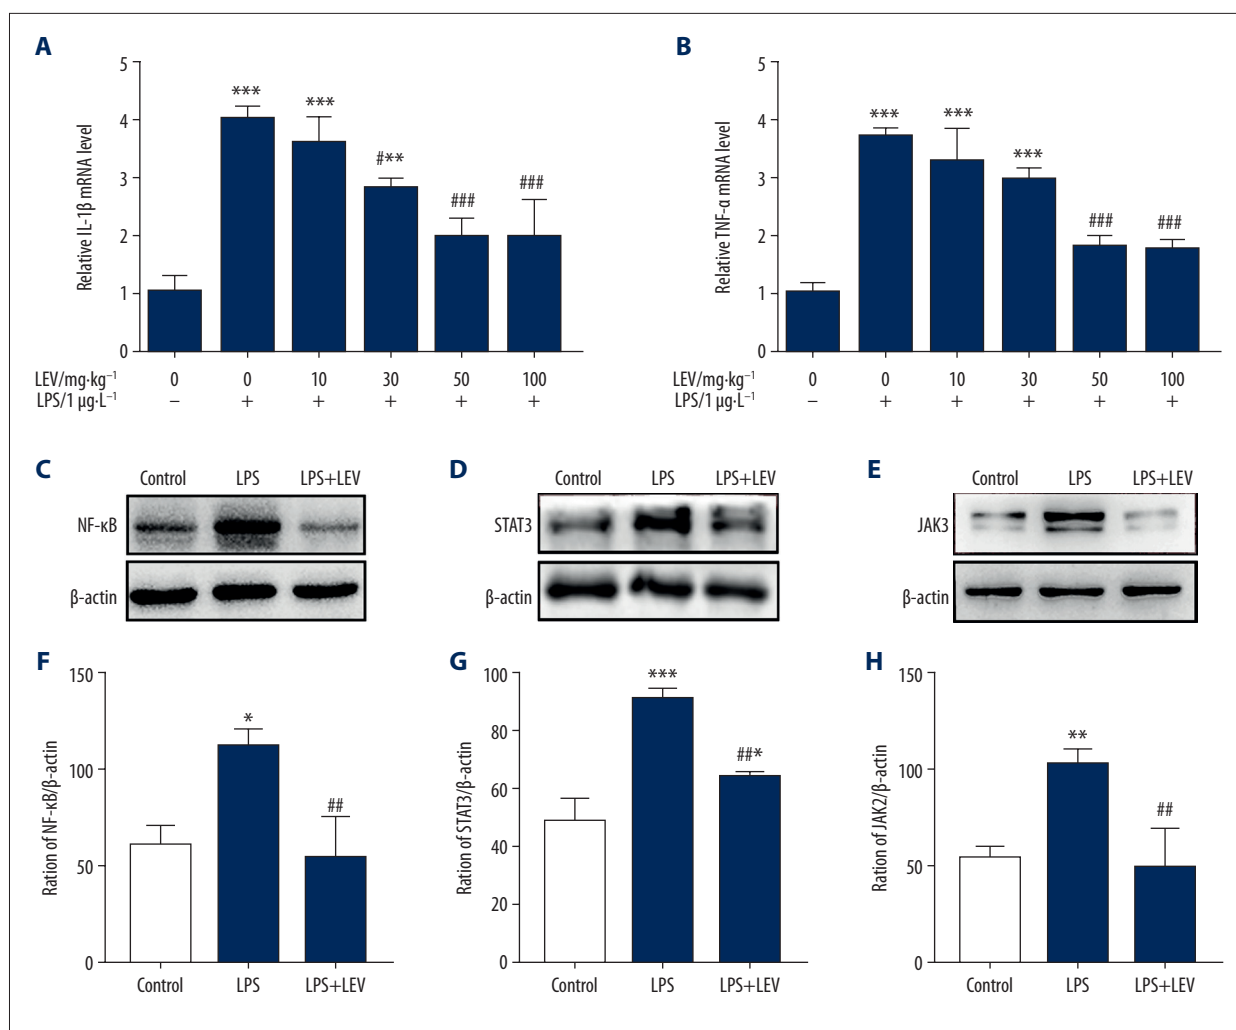 A
Relative IL-1β mRNA level
5
4
3
2
1
0
***
***
#**
###
###
LEV/mg·kg⁻¹ 0 0 10 30 50 100
LPS/1 µg·L⁻¹ – + + + + +
B
Relative TNF-α mRNA level
5
4
3
2
1
0
***
***
***
###
###
LEV/mg·kg⁻¹ 0 0 10 30 50 100
LPS/1 µg·L⁻¹ – + + + + +
C
Control LPS LPS+LEV
NF-κB
β-actin
D
Control LPS LPS+LEV
STAT3
β-actin
E
Control LPS LPS+LEV
JAK3
β-actin
F
Ration of NF-κB/β-actin
150
100
50
0
*
##
Control LPS LPS+LEV
G
Ration of STAT3/β-actin
100
80
60
40
20
0
***
##*
Control LPS LPS+LEV
H
Ration of JAK2/β-actin
150
100
50
0
**
##
Control LPS LPS+LEV